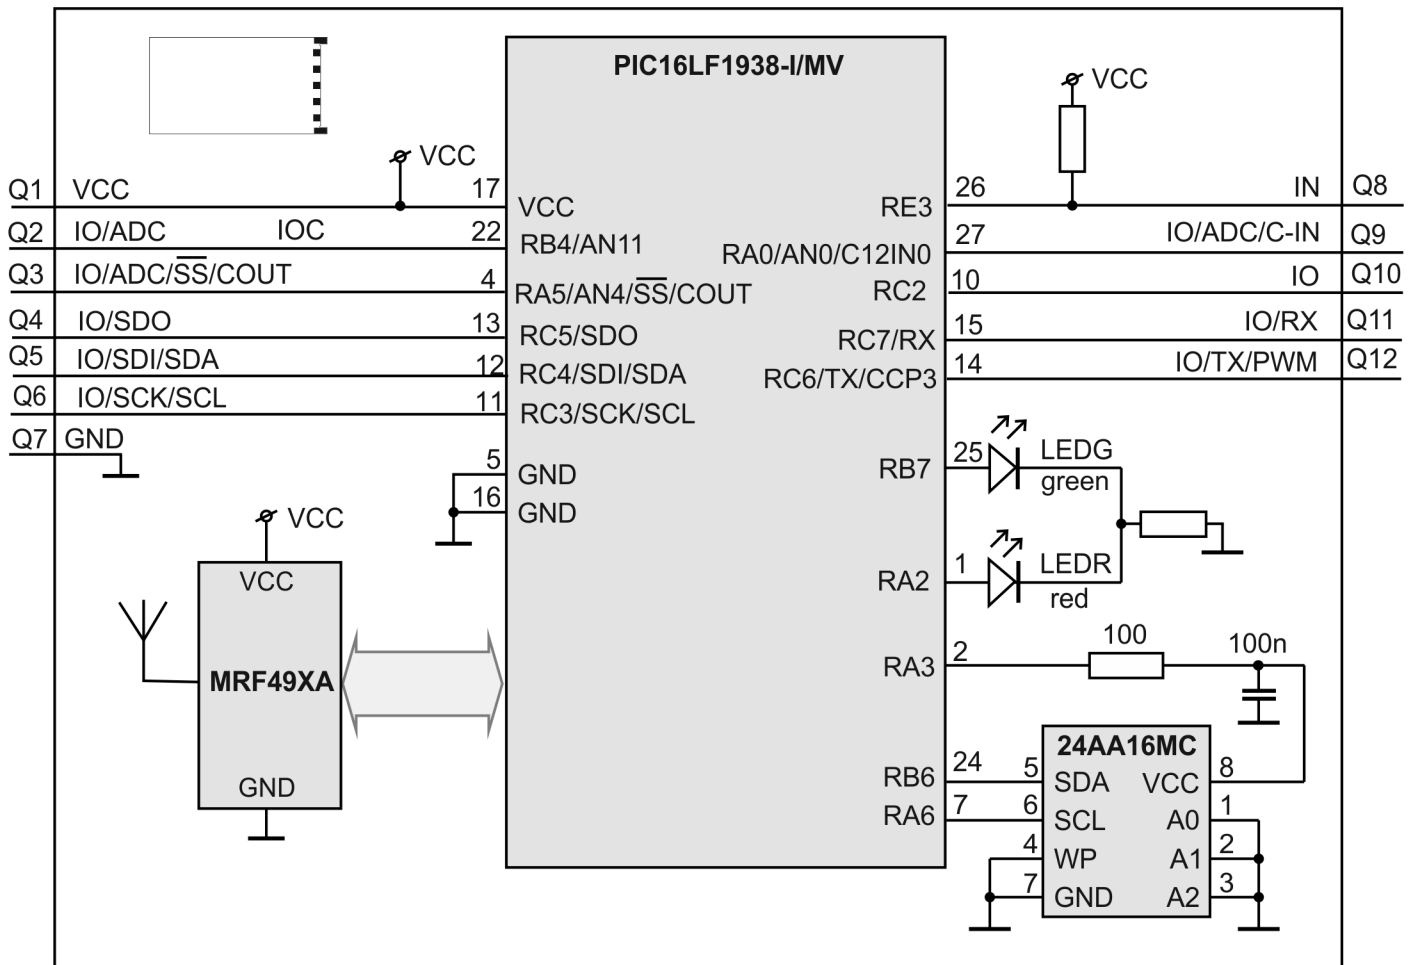 PIC16LF1938-I/MV
VCC
VCC
Q1 VCC 17 VCC
Q2 IO/ADC IOC 22 RB4/AN11
Q3 IO/ADC/S̅S̅/COUT 4 RA5/AN4/S̅S̅/COUT
Q4 IO/SDO 13 RC5/SDO
Q5 IO/SDI/SDA 12 RC4/SDI/SDA
Q6 IO/SCK/SCL 11 RC3/SCK/SCL
Q7 GND
5 GND
16 GND
RE3 26 IN Q8
RA0/AN0/C12IN0 27 IO/ADC/C-IN Q9
RC2 10 IO Q10
RC7/RX 15 IO/RX Q11
RC6/TX/CCP3 14 IO/TX/PWM Q12
RB7 25 LEDG
green
RA2 1 LEDR
red
VCC
VCC
MRF49XA
GND
RA3 2 100 100n
24AA16MC
RB6 24 5 SDA VCC 8
RA6 7 6 SCL A0 1
4 WP A1 2
7 GND A2 3